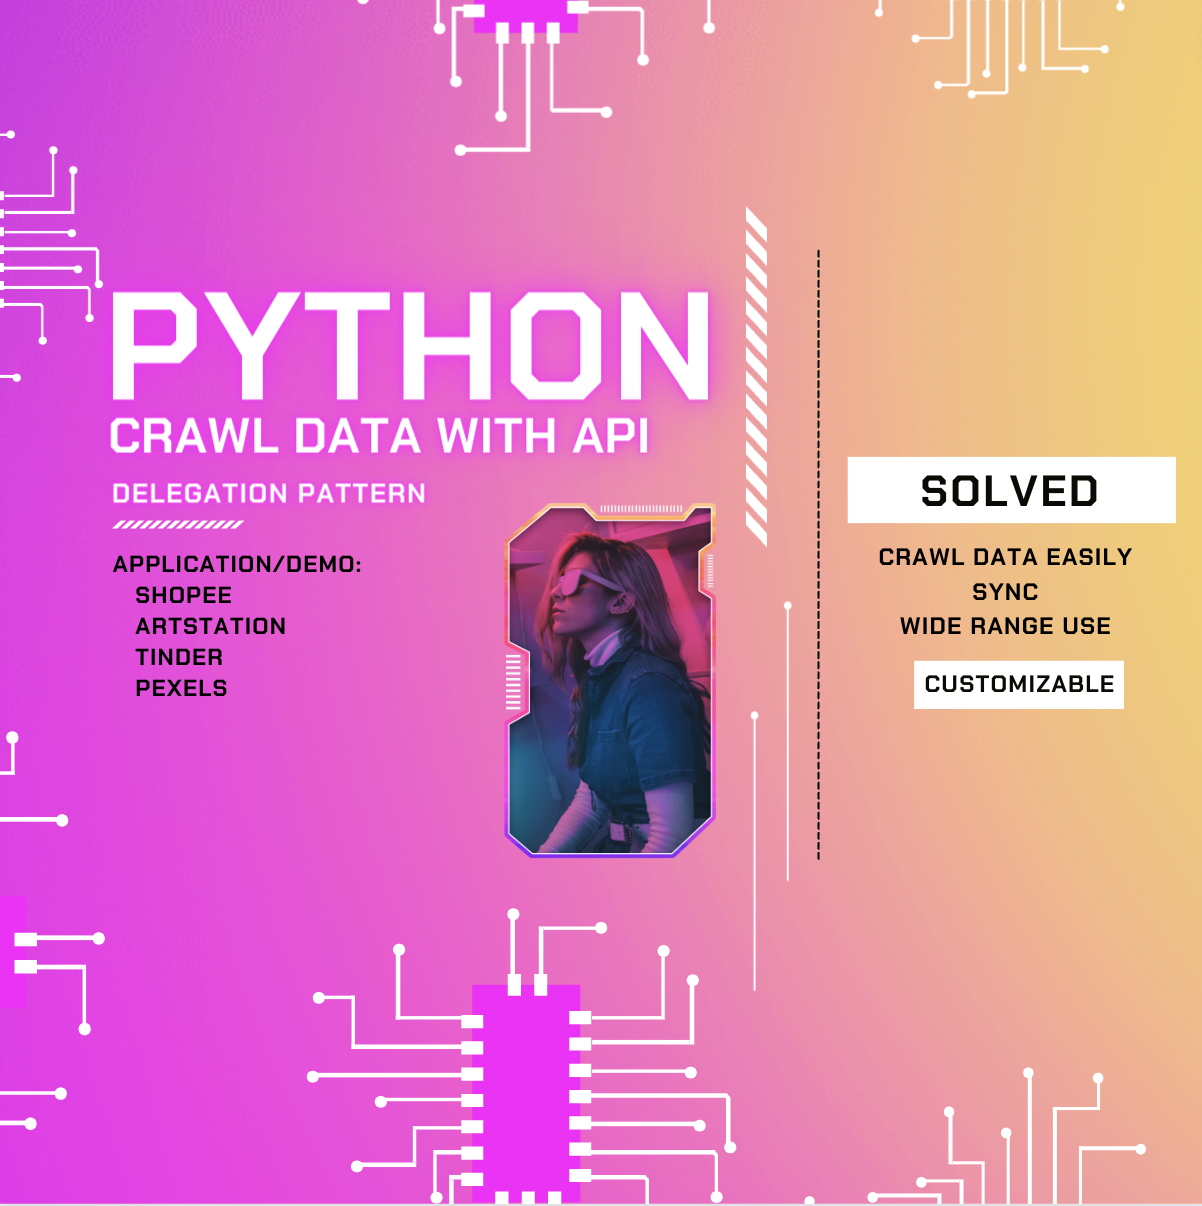 PYTHON
CRAWL DATA WITH API
DELEGATION PATTERN
APPLICATION/DEMO:
SHOPEE
ARTSTATION
TINDER
PEXELS
SOLVED
CRAWL DATA EASILY
SYNC
WIDE RANGE USE
CUSTOMIZABLE